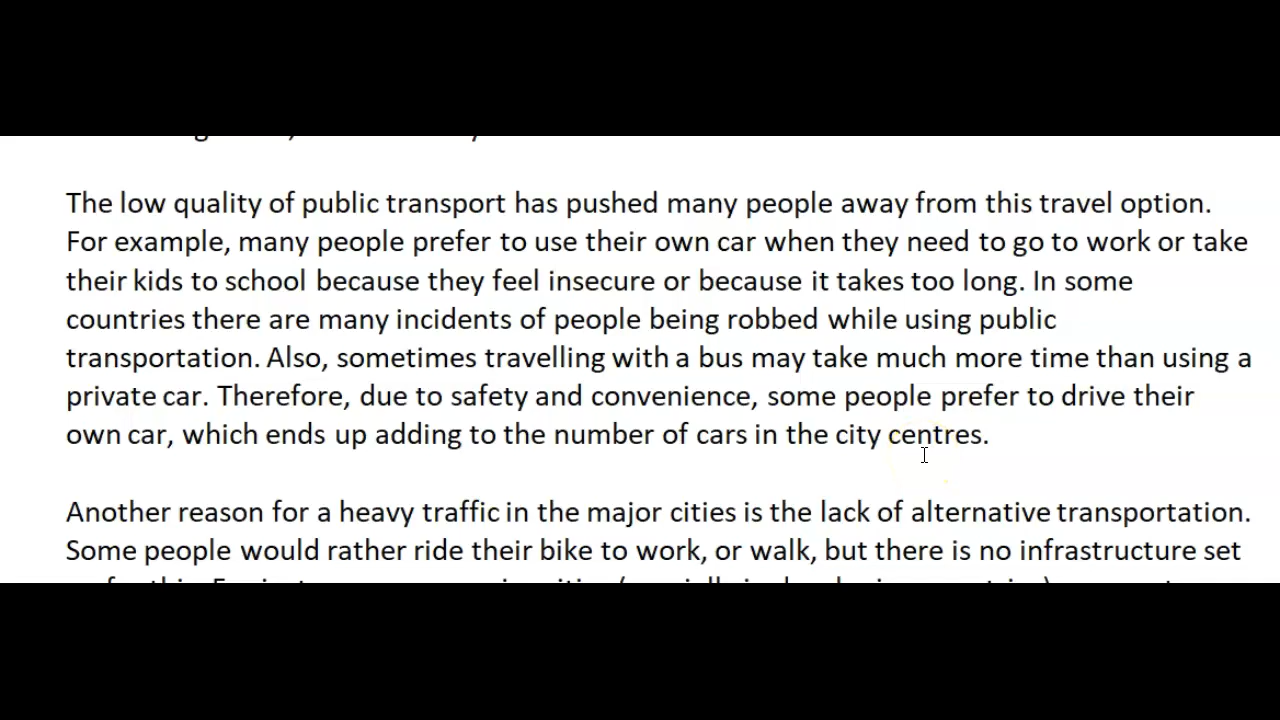 The low quality of public transport has pushed many people away from this travel option.
For example, many people prefer to use their own car when they need to go to work or take
their kids to school because they feel insecure or because it takes too long. In some
countries there are many incidents of people being robbed while using public
transportation. Also, sometimes travelling with a bus may take much more time than using a
private car. Therefore, due to safety and convenience, some people prefer to drive their
own car, which ends up adding to the number of cars in the city centres.
Another reason for a heavy traffic in the major cities is the lack of alternative transportation.
Some people would rather ride their bike to work, or walk, but there is no infrastructure set